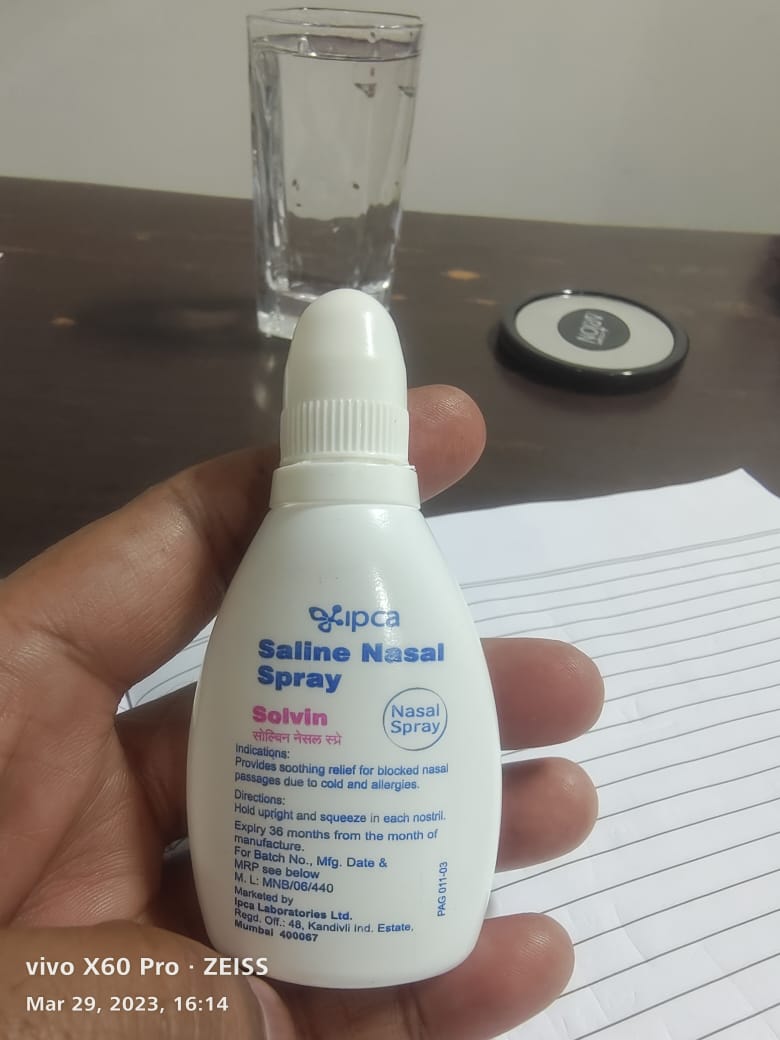 ipca
Saline Nasal
Spray
Solvin
सोल्विन नेसल स्प्रे
Nasal
Spray
Indications:
Provides soothing relief for blocked nasal
passages due to cold and allergies.
Directions:
Hold upright and squeeze in each nostril.
Expiry 36 months from the month of
manufacture.
For Batch No., Mfg. Date &
MRP see below
M. L: MNB/06/440
Marketed by
Ipca Laboratories Ltd.
Regd. Off.: 48, Kandivli Ind. Estate,
Mumbai 400067
PAG 011-03
vivo X60 Pro · ZEISS
Mar 29, 2023, 16:14